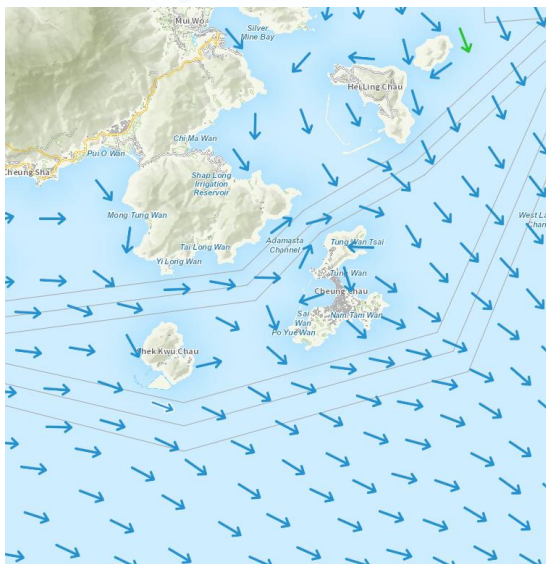 Mui Wo
Silver
Mine Bay
Hei Ling Chau
Chi Ma Wan
Pui O Wan
Cheung Sha
Shap Long
Irrigation
Reservoir
Mong Tung Wan
Tai Long Wan
Yi Long Wan
Adamasta
Channel
Tung Wan Tsai
West La
Chan
Tung Wan
Cheung Chau
Sai
Wan
Nam Tam Wan
Po Yue Wan
Shek Kwu Chau